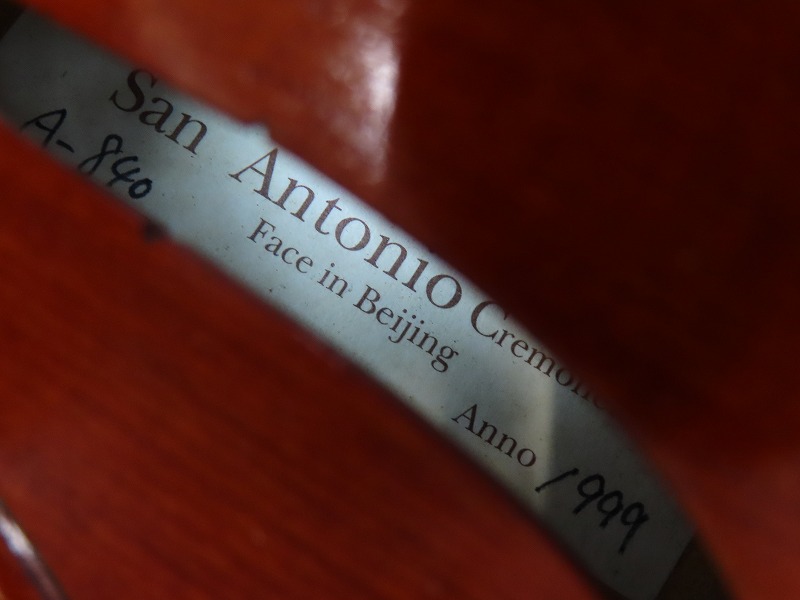 San Antonio
A-840
Face in Beijing
Anno 1999